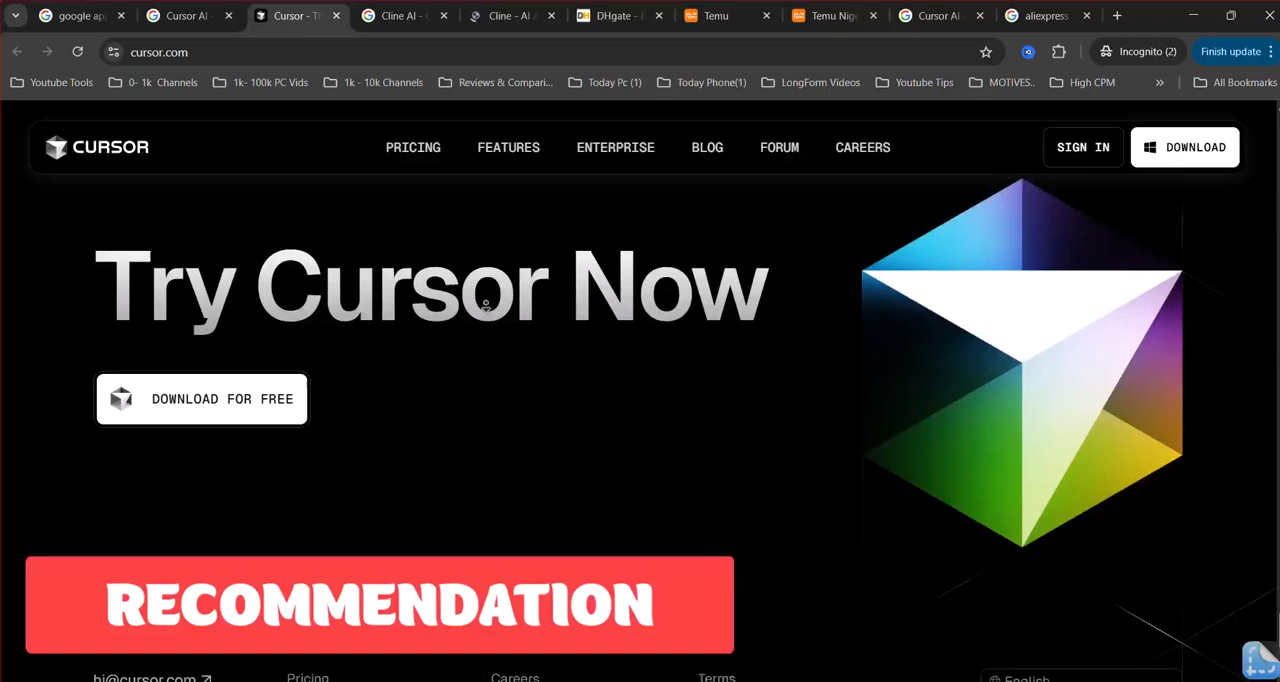 google ap
Cursor AI -
Cursor - Th
Cline AI - C
Cline - AI A
DHgate - 
Temu
Temu Nige
Cursor AI
aliexpress
cursor.com
Incognito (2)
Finish update
Youtube Tools
0- 1k Channels
1k- 100k PC Vids
1k - 10k Channels
Reviews & Compari...
Today Pc (1)
Today Phone(1)
LongForm Videos
Youtube Tips
MOTIVES..
High CPM
»
All Bookmarks
CURSOR
PRICING
FEATURES
ENTERPRISE
BLOG
FORUM
CAREERS
SIGN IN
DOWNLOAD
Try Cursor Now
DOWNLOAD FOR FREE
RECOMMENDATION
hi@cursor.com
Pricing
Careers
Terms
English